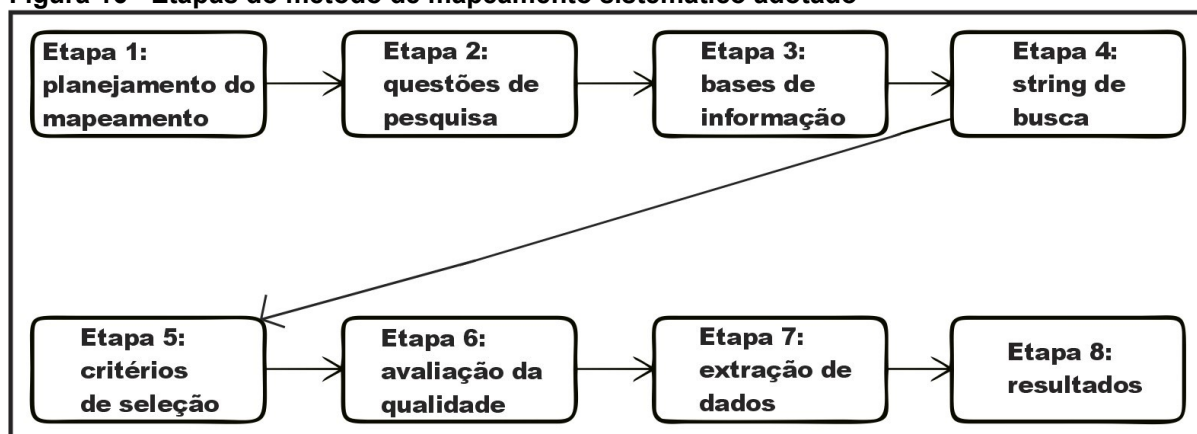 Figura 10 - Etapas do método de mapeamento sistemático adotado
Etapa 1:
planejamento do
mapeamento
Etapa 2:
questões de
pesquisa
Etapa 3:
bases de
informação
Etapa 4:
string de
busca
Etapa 5:
critérios
de seleção
Etapa 6:
avaliação da
qualidade
Etapa 7:
extração de
dados
Etapa 8:
resultados